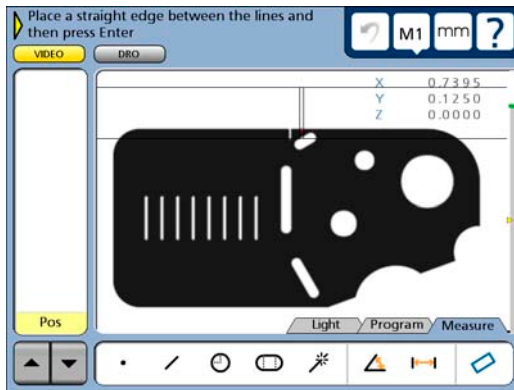 Place a straight edge between the lines and
then press Enter
M1
mm
?
VIDEO
DRO
X 0.7395
Y 0.1250
Z 0.0000
Pos
Light
Program
Measure